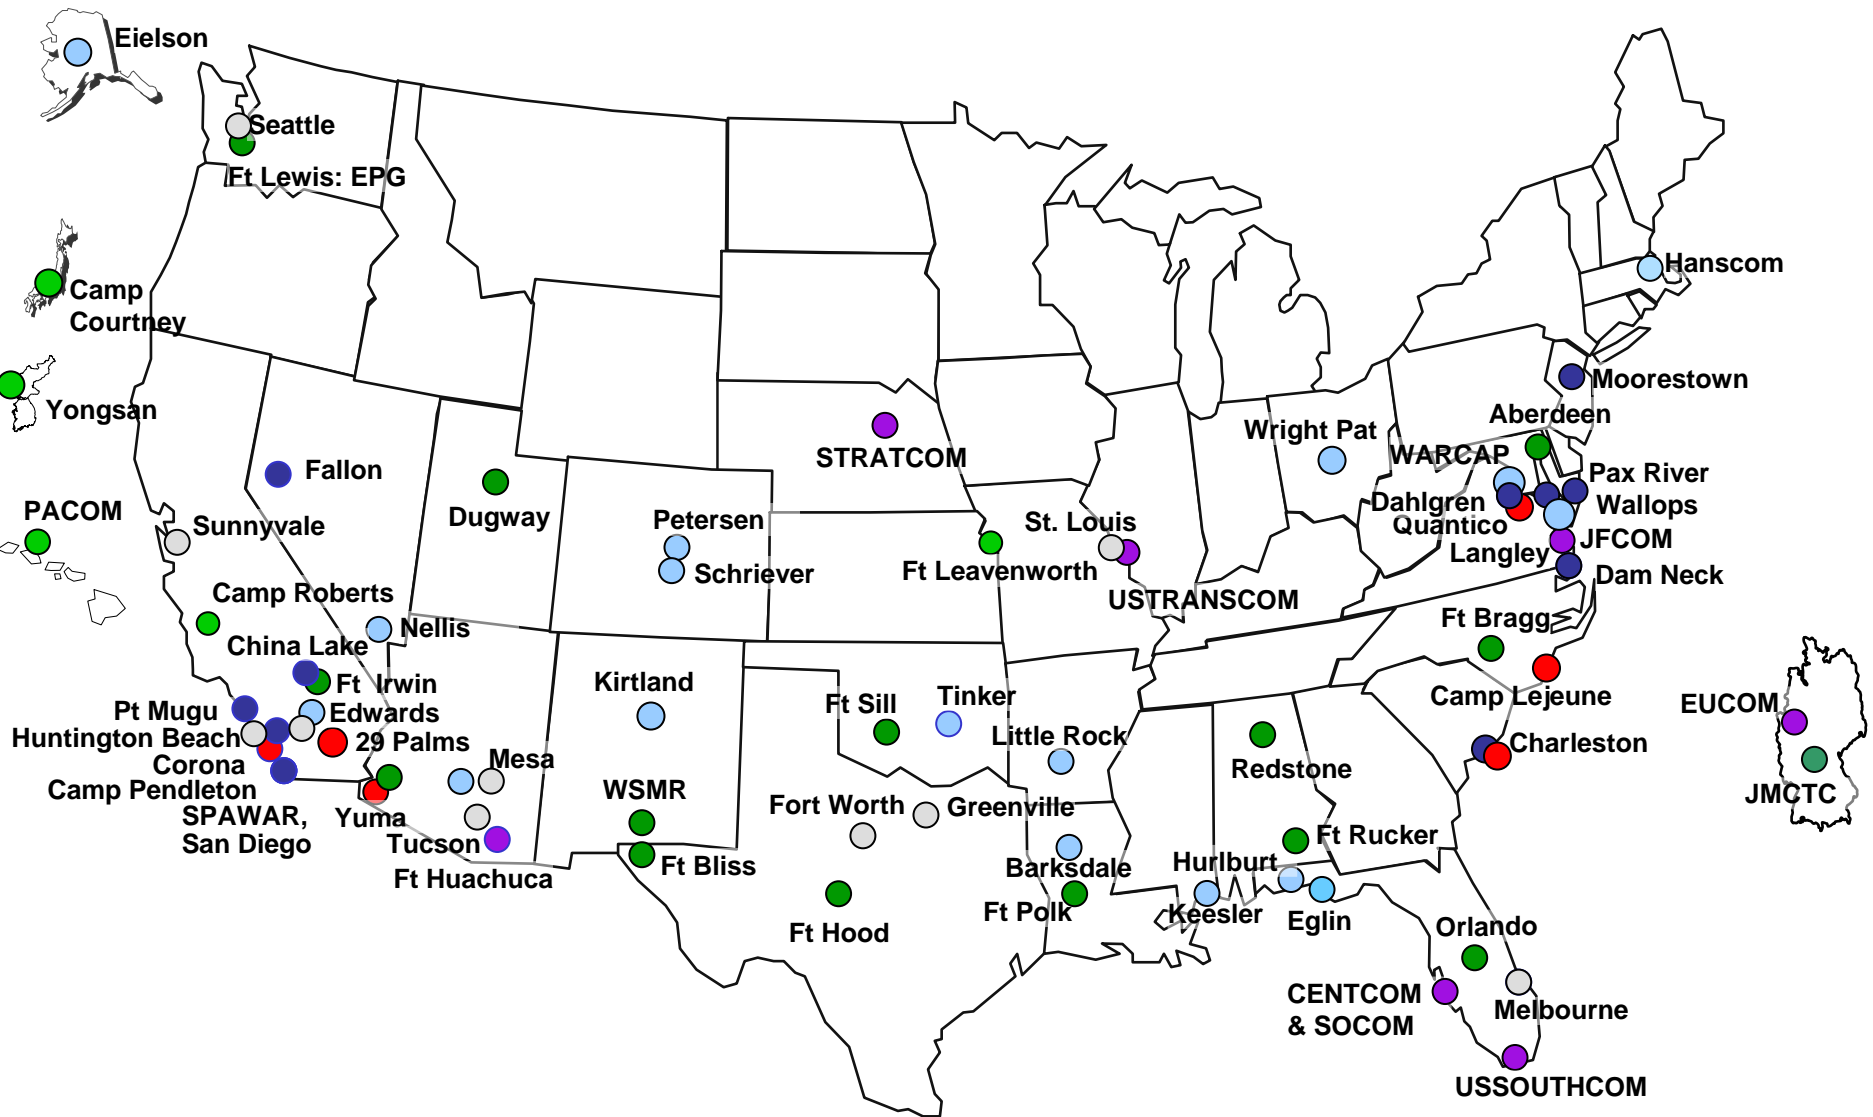 Eielson
Seattle
Ft Lewis: EPG
Hanscom
Camp
Courtney
Yongsan
Moorestown
Aberdeen
Wright Pat
WARCAP
STRATCOM
Fallon
Pax River
Dahlgren
Wallops
PACOM
Sunnyvale
Dugway
Petersen
St. Louis
Quantico
JFCOM
Langley
Schriever
Ft Leavenworth
Dam Neck
Camp Roberts
USTRANSCOM
Nellis
Ft Bragg
China Lake
Ft Irwin
Kirtland
Ft Sill
Tinker
Camp Lejeune
EUCOM
Pt Mugu
Edwards
Huntington Beach
29 Palms
Little Rock
Charleston
Corona
Mesa
Redstone
Camp Pendleton
WSMR
Fort Worth
Greenville
JMCTC
SPAWAR,
San Diego
Yuma
Tucson
Ft Rucker
Ft Huachuca
Ft Bliss
Barksdale
Hurlburt
Ft Polk
Keesler
Eglin
Ft Hood
Orlando
CENTCOM
& SOCOM
Melbourne
USSOUTHCOM